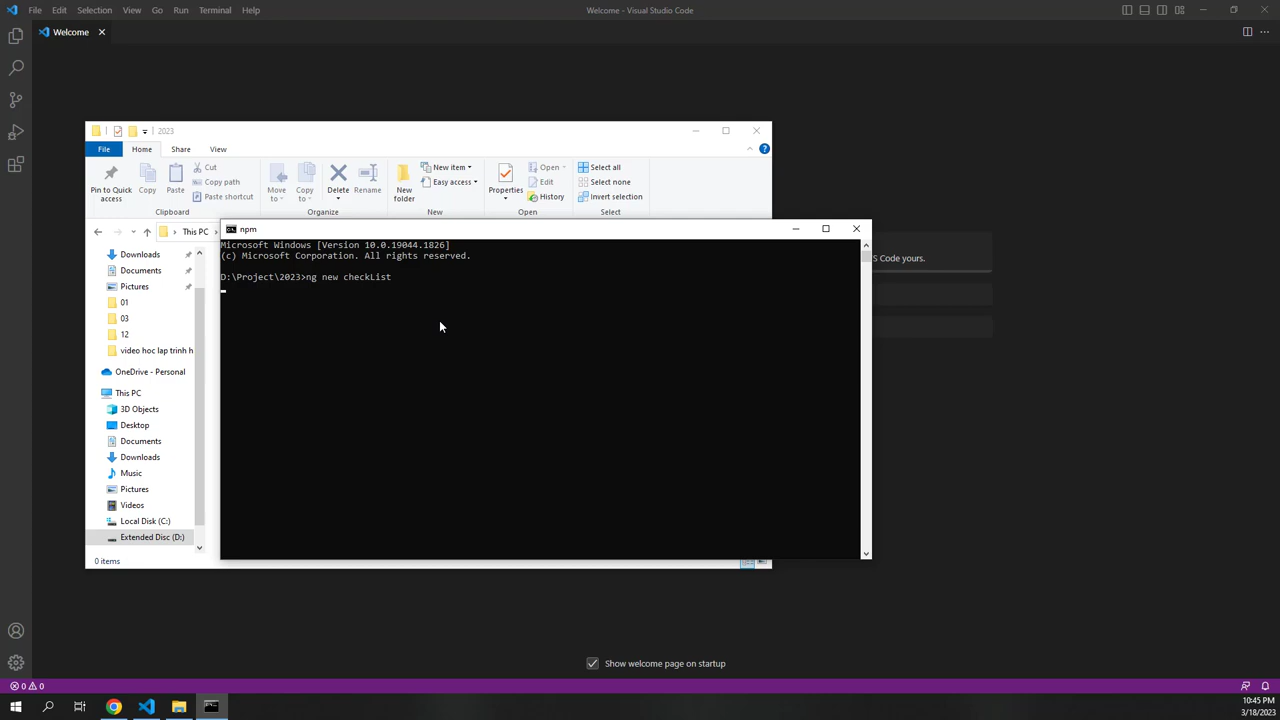 File Edit Selection View Go Run Terminal Help
Welcome - Visual Studio Code
Welcome
2023
File Home Share View
Pin to Quick access
Copy
Paste
Cut
Copy path
Paste shortcut
Clipboard
Move to
Copy to
Delete
Rename
Organize
New folder
New item
Easy access
New
Properties
Open
Edit
History
Open
Select all
Select none
Invert selection
Select
This PC
Downloads
Documents
Pictures
01
03
12
video hoc lap trinh h
OneDrive - Personal
This PC
3D Objects
Desktop
Documents
Downloads
Music
Pictures
Videos
Local Disk (C:)
Extended Disc (D:)
0 items
npm
Microsoft Windows [Version 10.0.19044.1826]
(c) Microsoft Corporation. All rights reserved.
D:\Project\2023>ng new checkList
S Code yours.
Show welcome page on startup
0 0
10:45 PM
3/18/2023